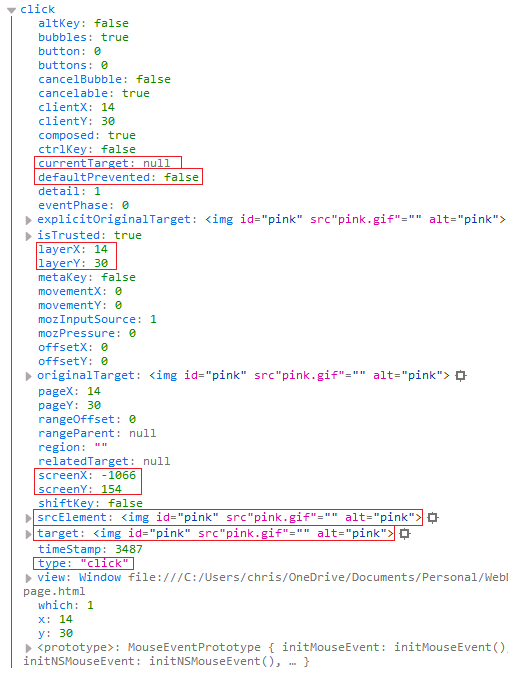 click
altKey: false
bubbles: true
button: 0
buttons: 0
cancelBubble: false
cancelable: true
clientX: 14
clientY: 30
composed: true
ctrlKey: false
currentTarget: null
defaultPrevented: false
detail: 1
eventPhase: 0
explicitOriginalTarget: <img id="pink" src"pink.gif"="" alt="pink">
isTrusted: true
layerX: 14
layerY: 30
metaKey: false
movementX: 0
movementY: 0
mozInputSource: 1
mozPressure: 0
offsetX: 0
offsetY: 0
originalTarget: <img id="pink" src"pink.gif"="" alt="pink">
pageX: 14
pageY: 30
rangeOffset: 0
rangeParent: null
region: ""
relatedTarget: null
screenX: -1066
screenY: 154
shiftKey: false
srcElement: <img id="pink" src"pink.gif"="" alt="pink">
target: <img id="pink" src"pink.gif"="" alt="pink">
timeStamp: 3487
type: "click"
view: Window file:///C:/Users/chris/OneDrive/Documents/Personal/Web
page.html
which: 1
x: 14
y: 30
<prototype>: MouseEventPrototype { initMouseEvent: initMouseEvent()
initNSMouseEvent: initNSMouseEvent(), … }